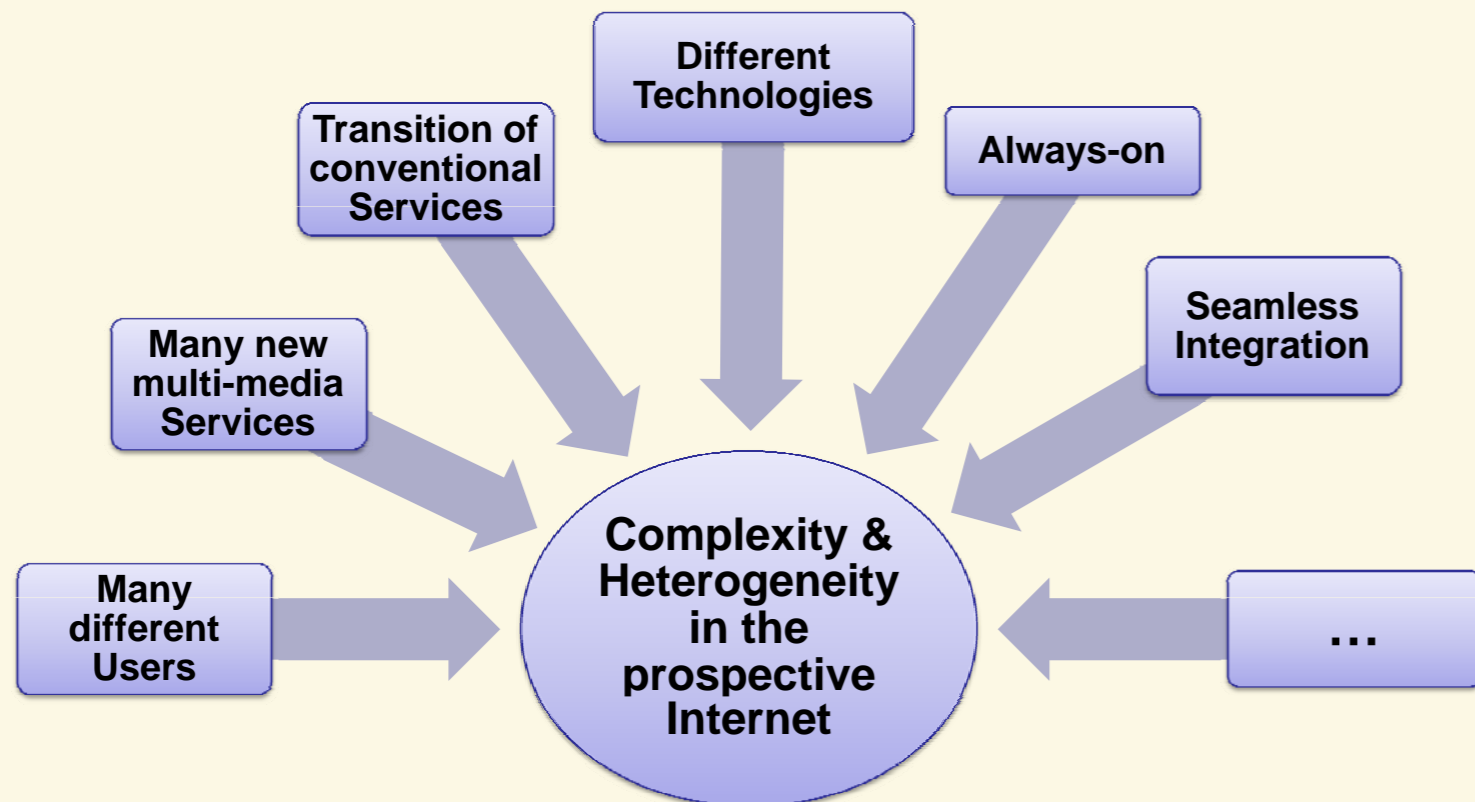 Different
Technologies
Transition of
conventional
Services
Always-on
Seamless
Integration
Many new
multi-media
Services
Many
different
Users
Complexity &
Heterogeneity
in the
prospective
Internet
...